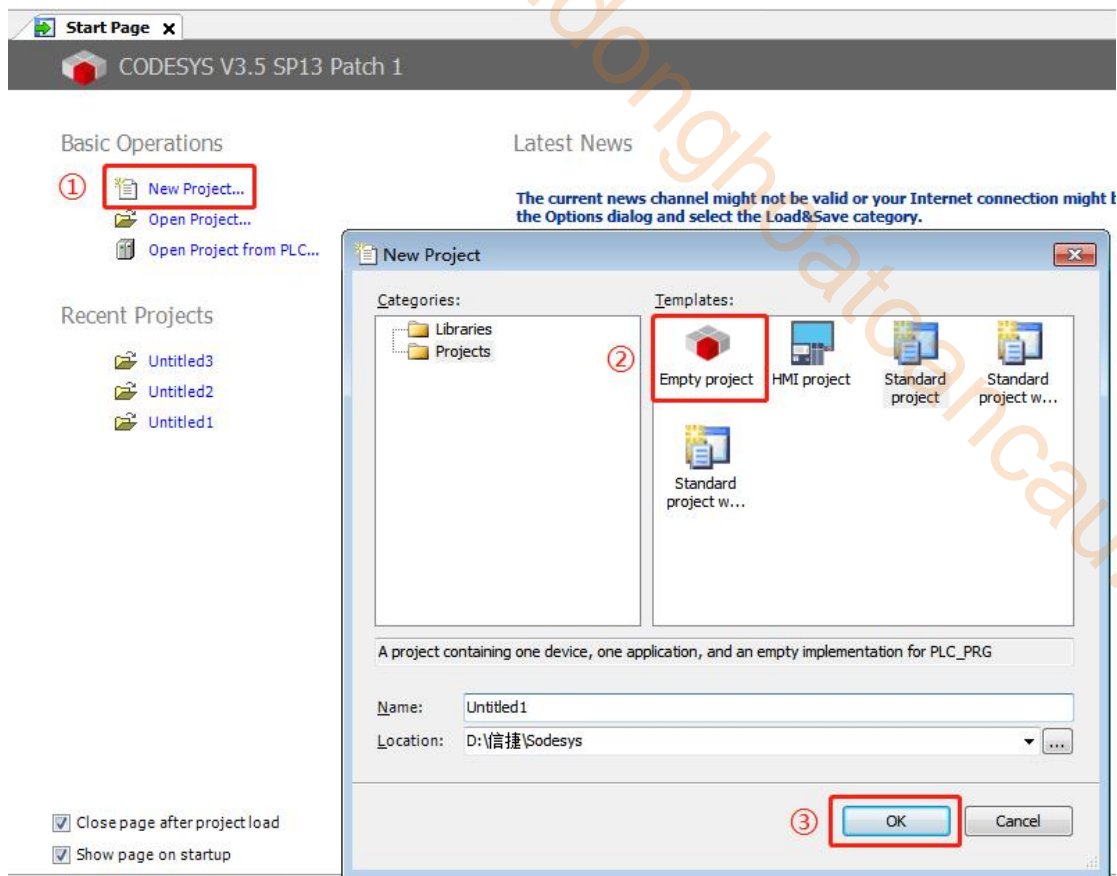 Start Page
CODESYS V3.5 SP13 Patch 1
Basic Operations
① New Project...
Open Project...
Open Project from PLC...
Recent Projects
Untitled3
Untitled2
Untitled1
Latest News
The current news channel might not be valid or your Internet connection might b
the Options dialog and select the Load&Save category.
New Project
Categories:
Libraries
Projects
Templates:
②
Empty project
HMI project
Standard
project
Standard
project w...
Standard
project w...
A project containing one device, one application, and an empty implementation for PLC_PRG
Name: Untitled1
Location: D:\信捷\Sodesys
...
③ OK
Cancel
Close page after project load
Show page on startup
donghoatoancau.